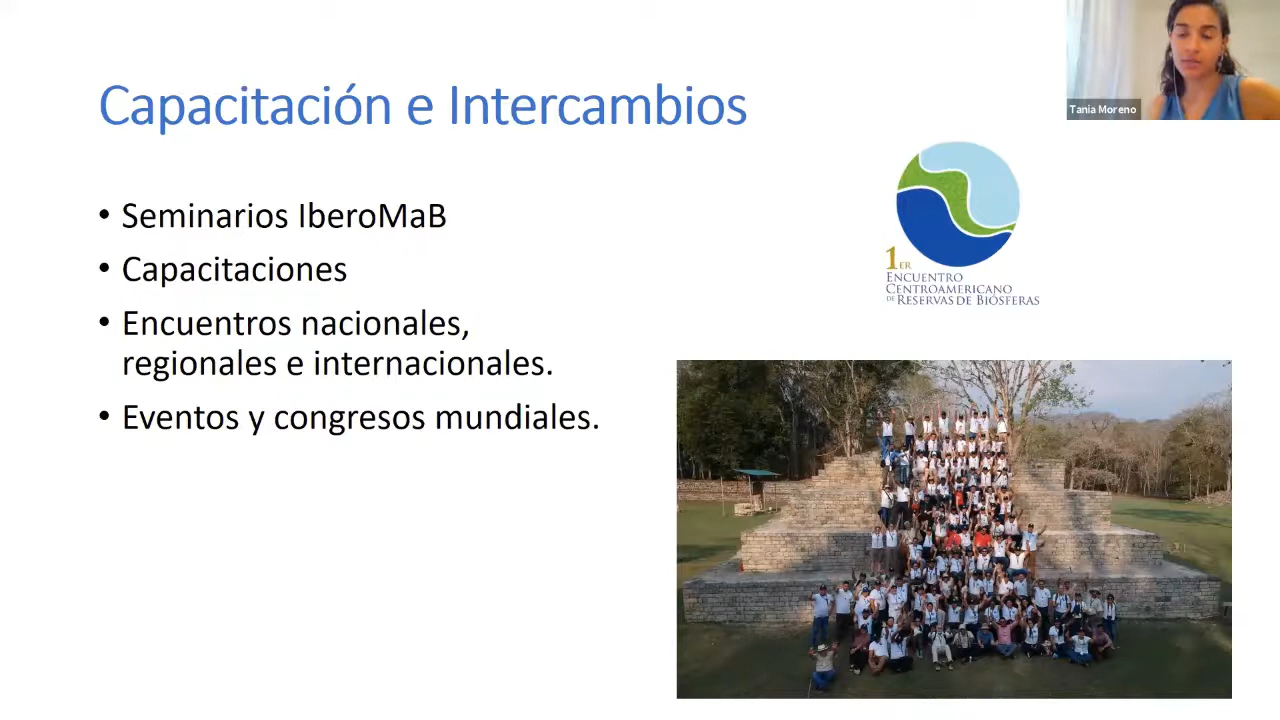 Capacitación e Intercambios
Tania Moreno
• Seminarios IberoMaB
• Capacitaciones
• Encuentros nacionales,
regionales e internacionales.
• Eventos y congresos mundiales.
1ER
ENCUENTRO
CENTROAMERICANO
DE RESERVAS DE BIÓSFERAS